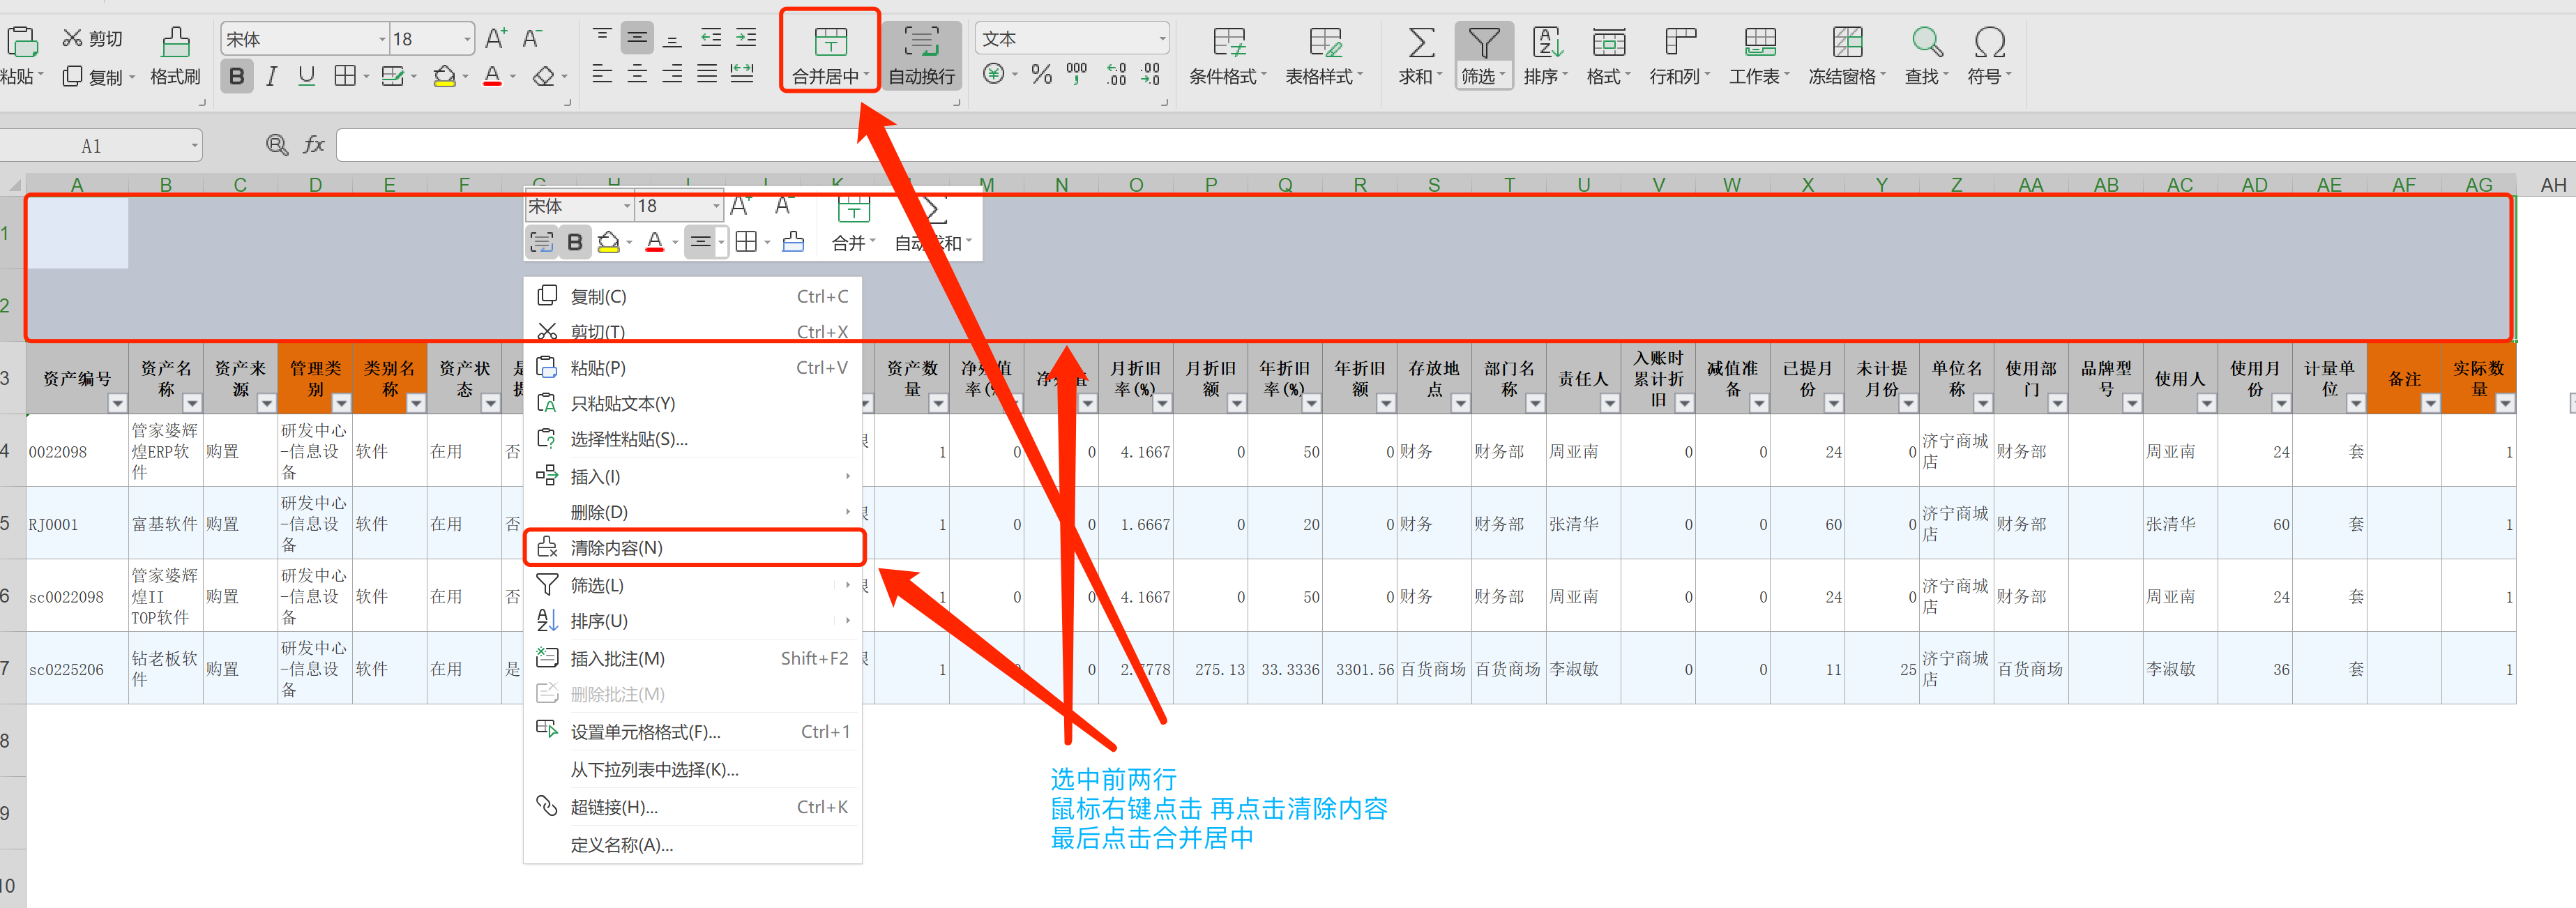 剪切
宋体 18 A+ A-
文本
粘贴 复制 格式刷
B I U A
合并居中 自动换行
% 000 .00 .00
条件格式 表格样式 求和 筛选 排序 格式 行和列 工作表 冻结窗格 查找 符号
A1 fx
A B C D E F G H I J K M N O P Q R S T U V W X Y Z AA AB AC AD AE AF AG AH
宋体 18 A+ A-
B A 合并 自动求和
1
2
复制(C) Ctrl+C
剪切(T) Ctrl+X
粘贴(P) Ctrl+V
只粘贴文本(Y)
选择性粘贴(S)...
插入(I)
删除(D)
清除内容(N)
筛选(L)
排序(U)
插入批注(M) Shift+F2
删除批注(M)
设置单元格格式(F)... Ctrl+1
从下拉列表中选择(K)...
超链接(H)... Ctrl+K
定义名称(A)...
3 资产编号 资产名称 资产来源 管理类别 类别名称 资产状态 资产数量 净残值率(%) 净残值 月折旧率(%) 月折旧额 年折旧率(%) 年折旧额 存放地点 部门名称 责任人 入账时累计折旧 减值准备 已提月份 未计提月份 单位名称 使用部门 品牌型号 使用人 使用月份 计量单位 备注 实际数量
4 0022098 管家婆辉煌ERP软件 购置 研发中心-信息设备 软件 在用 否 1 0 0 4.1667 0 50 0 财务 财务部 周亚南 0 0 24 0 济宁商城店 财务部 周亚南 24 套 1
5 RJ0001 富基软件 购置 研发中心-信息设备 软件 在用 否 1 0 0 1.6667 0 20 0 财务 财务部 张清华 0 0 60 0 济宁商城店 财务部 张清华 60 套 1
6 sc0022098 管家婆辉煌II TOP软件 购置 研发中心-信息设备 软件 在用 否 1 0 0 4.1667 0 50 0 财务 财务部 周亚南 0 0 24 0 济宁商城店 财务部 周亚南 24 套 1
7 sc0225206 钻老板软件 购置 研发中心-信息设备 软件 在用 是 1 0 275.13 33.3336 3301.56 百货商场 百货商场 李淑敏 0 0 11 25 济宁商城店 百货商场 李淑敏 36 套 1
8
9
10
选中前两行
鼠标右键点击 再点击清除内容
最后点击合并居中